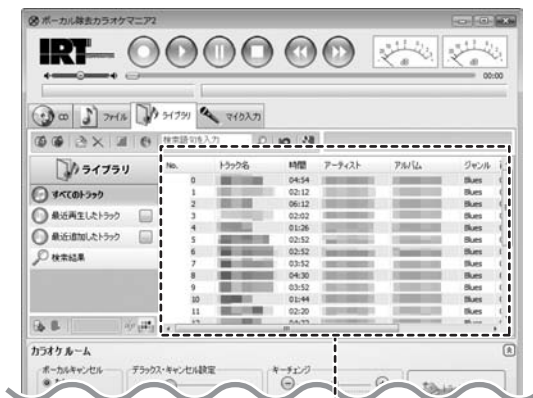 ボーカル除去カラオケマニア2
IRT
dB dB
00:00
CD ファイル ライブラリ マイク入力
検索語句を入力
ライブラリ
すべてのトラック
最近再生したトラック
最近追加したトラック
検索結果
No. トラック名 時間 アーティスト アルバム ジャンル
0 04:54 Blues
1 02:12 Blues
2 06:12 Blues
3 02:02 Blues
4 01:26 Blues
5 02:52 Blues
6 02:52 Blues
7 03:52 Blues
8 04:30 Blues
9 03:52 Blues
10 01:44 Blues
11 02:20 Blues
カラオケ ルーム
ボーカルキャンセル デラックス・キャンセル設定 キーチェンジ